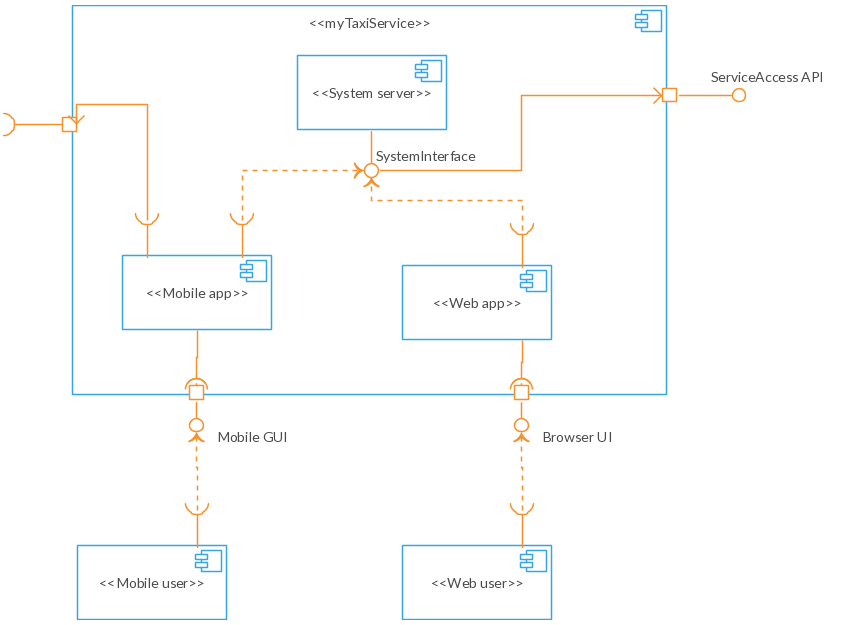 <<myTaxiService>>
ServiceAccess API
<<System server>>
SystemInterface
<<Mobile app>>
<<Web app>>
Mobile GUI
Browser UI
<<Mobile user>>
<<Web user>>